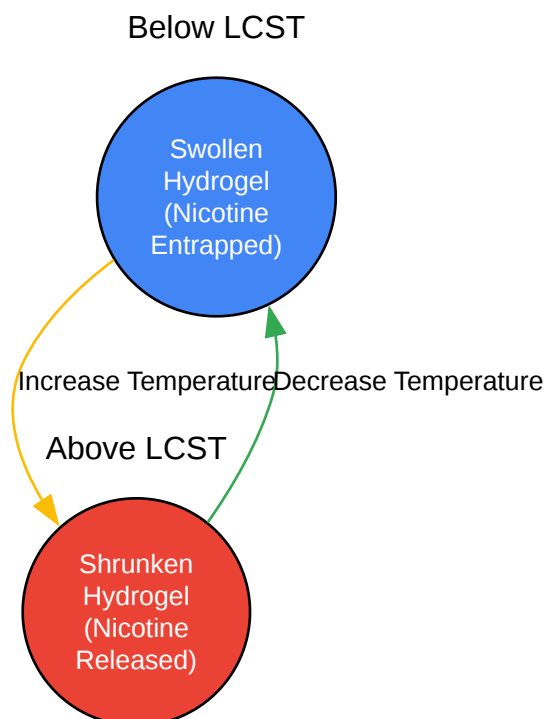 Below LCST
Swollen
Hydrogel
(Nicotine
Entrapped)
Increase Temperature
Decrease Temperature
Above LCST
Shrunken
Hydrogel
(Nicotine
Released)